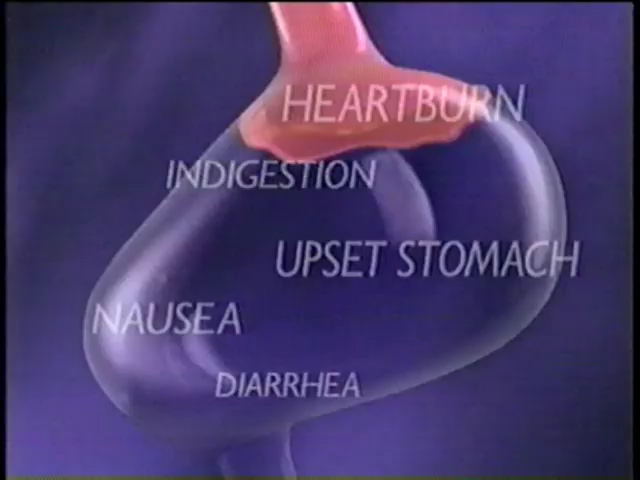 HEARTBURN
INDIGESTION
UPSET STOMACH
NAUSEA
DIARRHEA